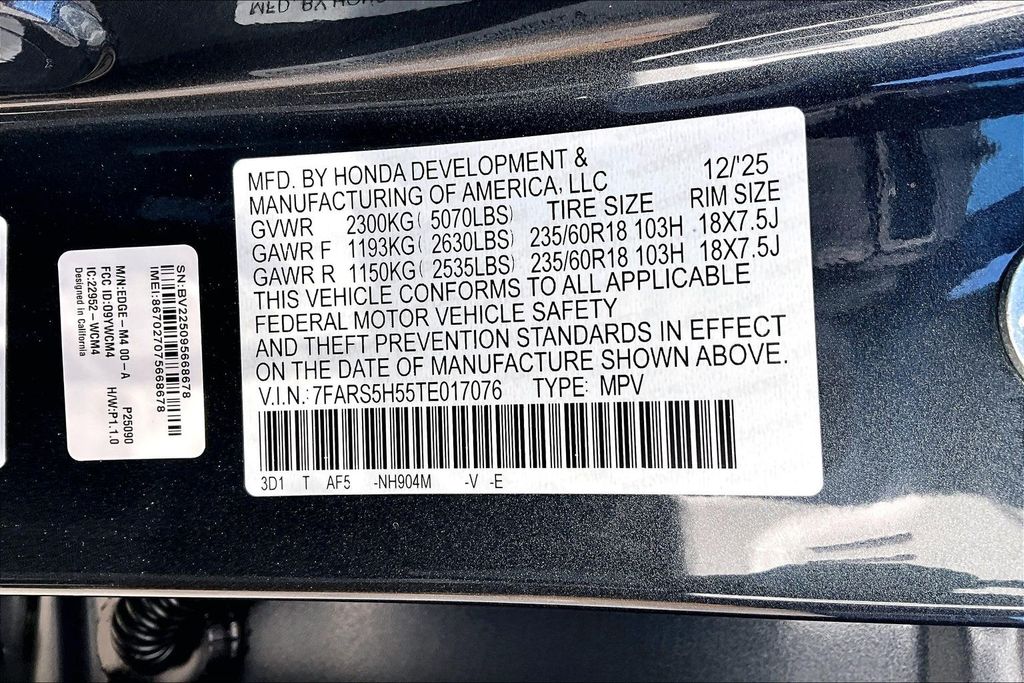 MFD. BY HONDA DEVELOPMENT & 12/'25
MANUFACTURING OF AMERICA, LLC
GVWR 2300KG( 5070LBS) TIRE SIZE RIM SIZE
GAWR F 1193KG( 2630LBS) 235/60R18 103H 18X7.5J
GAWR R 1150KG( 2535LBS) 235/60R18 103H 18X7.5J
THIS VEHICLE CONFORMS TO ALL APPLICABLE
FEDERAL MOTOR VEHICLE SAFETY
AND THEFT PREVENTION STANDARDS IN EFFECT
ON THE DATE OF MANUFACTURE SHOWN ABOVE.
V.I.N.:7FARS5H55TE017076 TYPE: MPV
3D1 T AF5 -NH904M -V -E
SN:BV225095668678
IMEI:867027075668678
M/N:EDGE-M4 00-A P25090
FCC ID:O9YWCM4 H/W:P1.1.0
IC:22952-WCM4
Designed in California